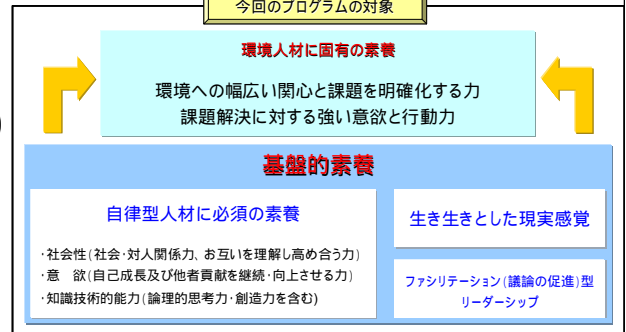 今回のプログラムの対象
環境人材に固有の素養
環境への幅広い関心と課題を明確化する力
課題解決に対する強い意欲と行動力
基盤的素養
自律型人材に必須の素養
・社会性(社会・対人関係力、お互いを理解し高め合う力)
・意　欲(自己成長及び他者貢献を継続・向上させる力)
・知識技術的能力(論理的思考力・創造力を含む)
生き生きとした現実感覚
ファシリテーション(議論の促進)型
リーダーシップ